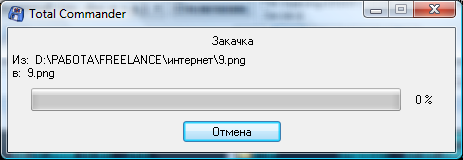 Total Commander
Закачка
Из: D:\РАБОТА\FREELANCE\интернет\9.png
в: 9.png
0 %
Отмена